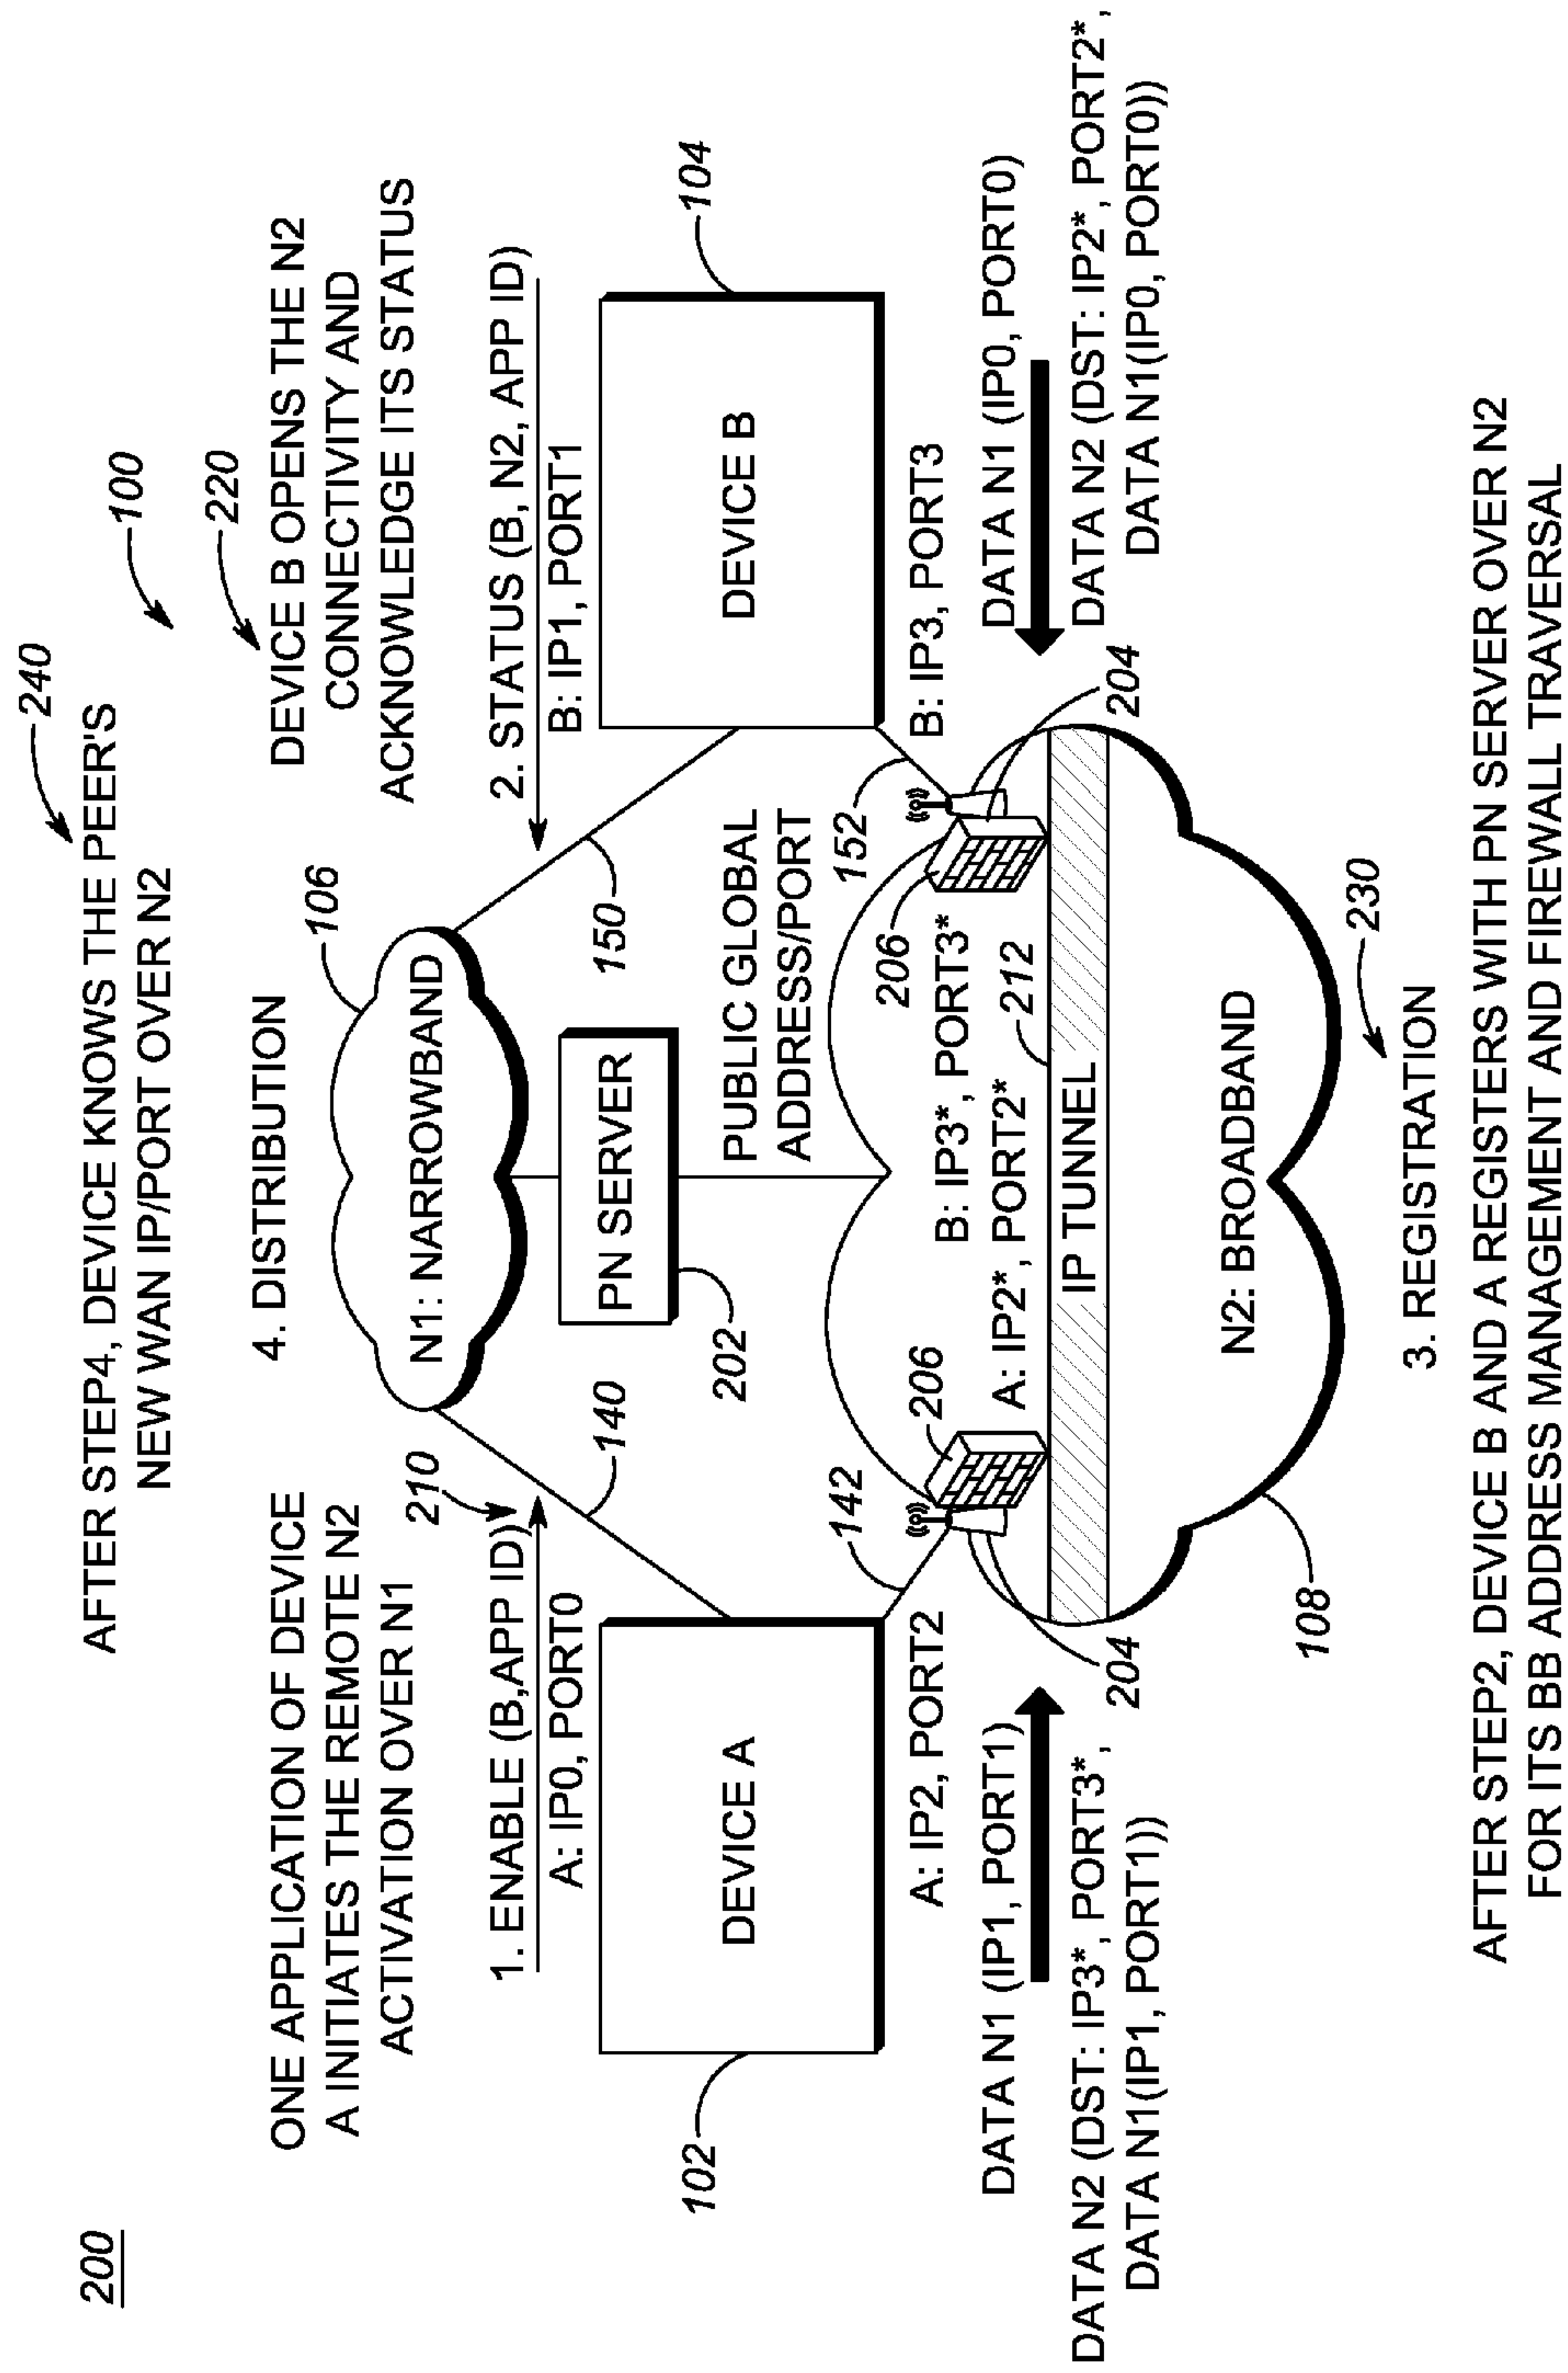 200
AFTER STEP4, DEVICE KNOWS THE PEER'S
NEW WAN IP/PORT OVER N2
240
100
ONE APPLICATION OF DEVICE
A INITIATES THE REMOTE N2
ACTIVATION OVER N1
4. DISTRIBUTION
106
220
DEVICE B OPENS THE N2
CONNECTIVITY AND
ACKNOWLEDGE ITS STATUS
210
1. ENABLE (B,APP ID)
A: IP0, PORT0
140
N1: NARROWBAND
150
2. STATUS (B, N2, APP ID)
B: IP1, PORT1
102
DEVICE A
PN SERVER
202
DEVICE B
104
PUBLIC GLOBAL
ADDRESS/PORT
142
152
A: IP2, PORT2
206
206
B: IP3, PORT3
B: IP3*, PORT3*
A: IP2*, PORT2*
212
DATA N1 (IP1, PORT1)
DATA N2 (DST: IP3*, PORT3*,
DATA N1(IP1, PORT1))
204
IP TUNNEL
204
DATA N1 (IP0, PORT0)
DATA N2 (DST: IP2*, PORT2*,
DATA N1(IP0, PORT0))
N2: BROADBAND
108
230
3. REGISTRATION
AFTER STEP2, DEVICE B AND A REGISTERS WITH PN SERVER OVER N2
FOR ITS BB ADDRESS MANAGEMENT AND FIREWALL TRAVERSAL